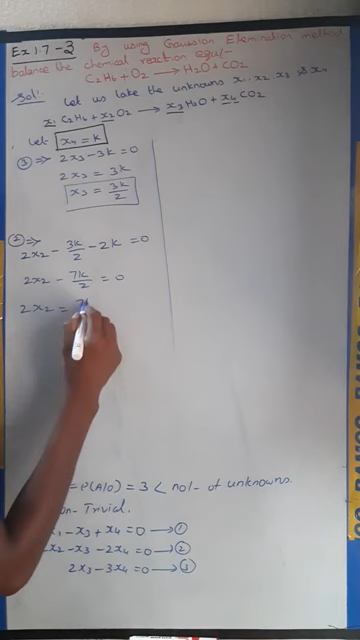 Ex 1.7-3 By using Gaussian Elemination method
balance the chemical reaction equ:-
C2H6 + O2 → H2O + CO2
Sol: Let us take the unknowns x1, x2, x3 & x4
x1 C2H6 + x2 O2 → x3 H2O + x4 CO2
Let x4 = k
③ ⇒ 2x3 - 3k = 0
2x3 = 3k
x3 = 3k/2
② ⇒
2x2 - 3k/2 - 2k = 0
2x2 - 7k/2 = 0
2x2 = 7k
= ρ(A|0) = 3 < no!- of unknowns.
on- Trivial.
x1 - x3 + x4 = 0 → ①
x2 - x3 - 2x4 = 0 → ②
2x3 - 3x4 = 0 → ③